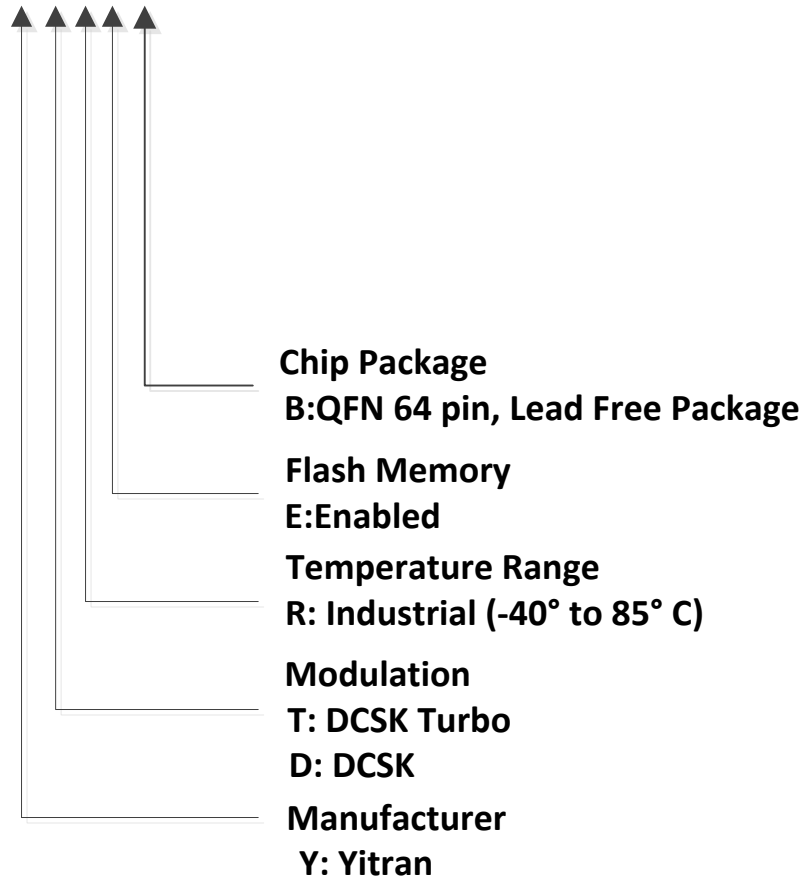 Chip Package
B:QFN 64 pin, Lead Free Package
Flash Memory
E:Enabled
Temperature Range
R: Industrial (-40° to 85° C)
Modulation
T: DCSK Turbo
D: DCSK
Manufacturer
Y: Yitran